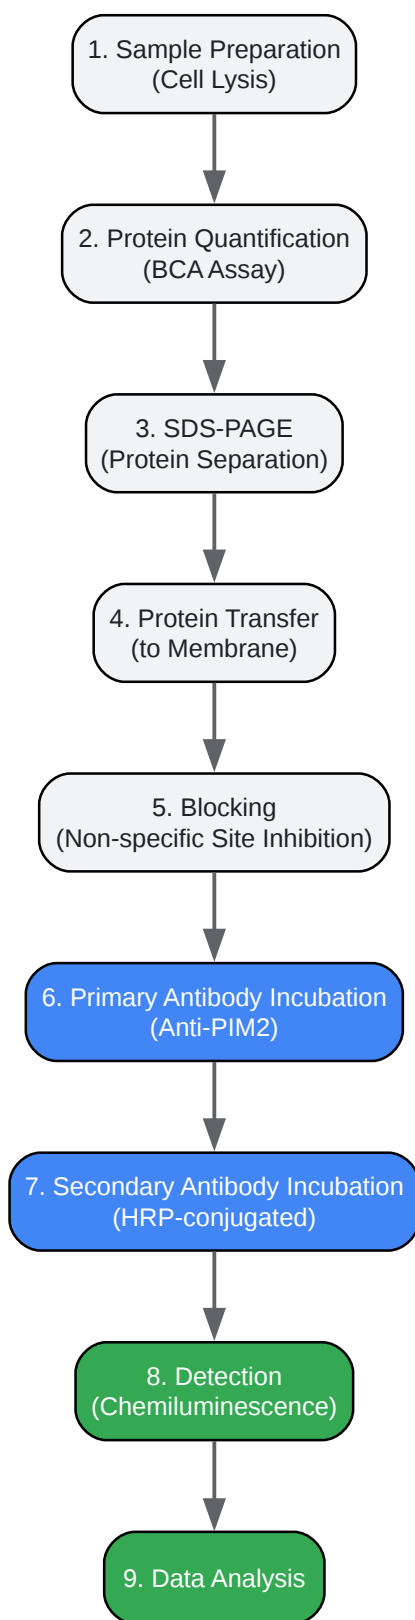 1. Sample Preparation
(Cell Lysis)
2. Protein Quantification
(BCA Assay)
3. SDS-PAGE
(Protein Separation)
4. Protein Transfer
(to Membrane)
5. Blocking
(Non-specific Site Inhibition)
6. Primary Antibody Incubation
(Anti-PIM2)
7. Secondary Antibody Incubation
(HRP-conjugated)
8. Detection
(Chemiluminescence)
9. Data Analysis